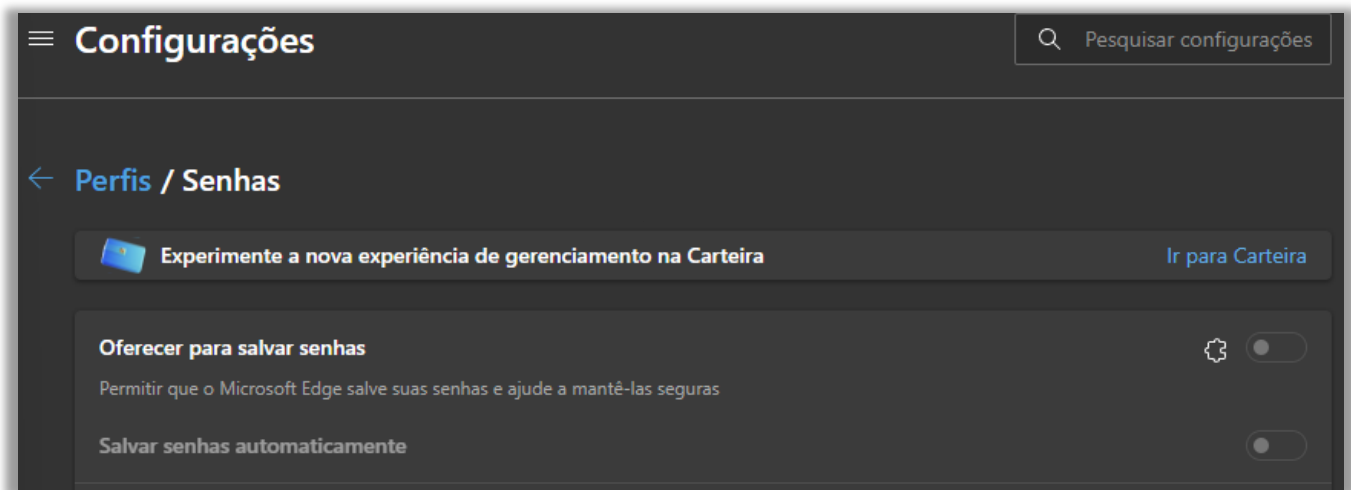 Configurações
Pesquisar configurações
Perfis / Senhas
Experimente a nova experiência de gerenciamento na Carteira
Ir para Carteira
Oferecer para salvar senhas
Permitir que o Microsoft Edge salve suas senhas e ajude a mantê-las seguras
Salvar senhas automaticamente